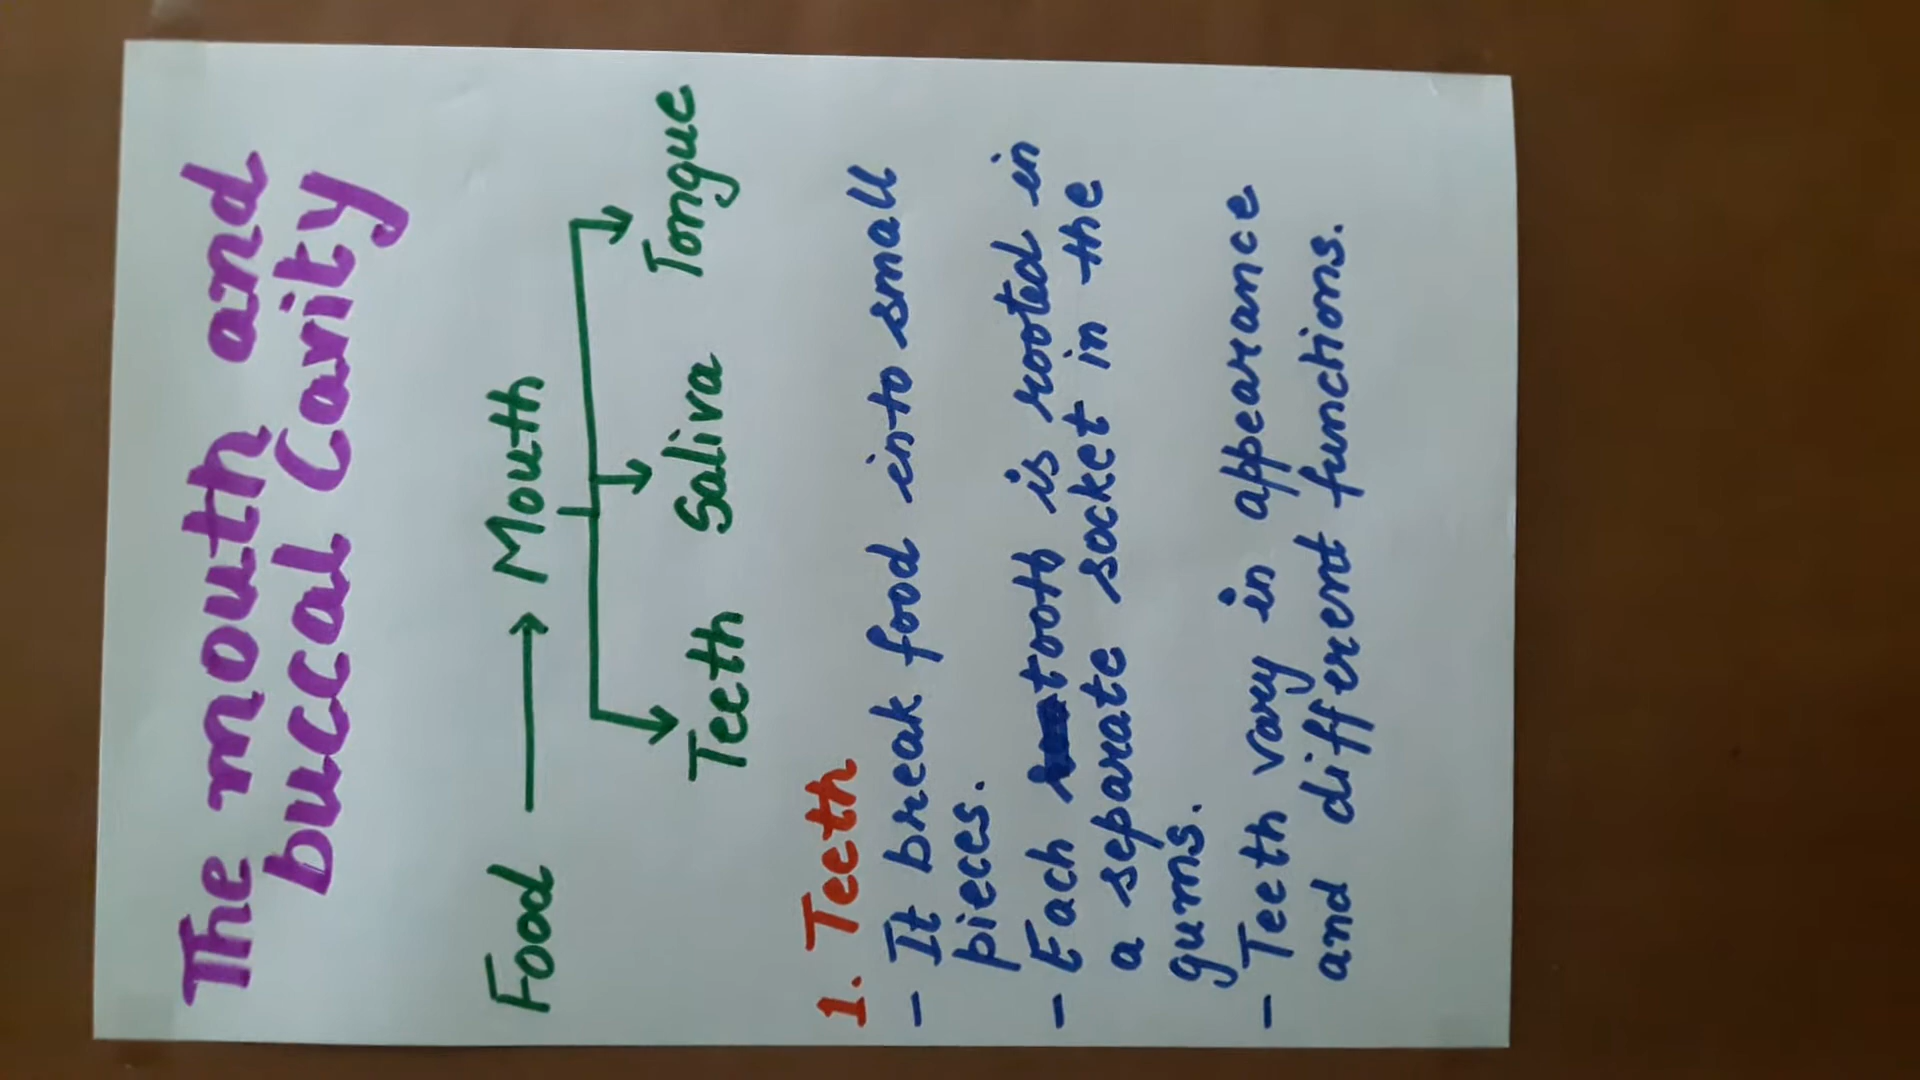 The mouth and
buccal Cavity
Food → Mouth
Teeth Saliva Tongue
1. Teeth
- It break food into small
pieces.
- Each tooth is rooted in
a separate socket in the
gums.
- Teeth vary in appearance
and different functions.